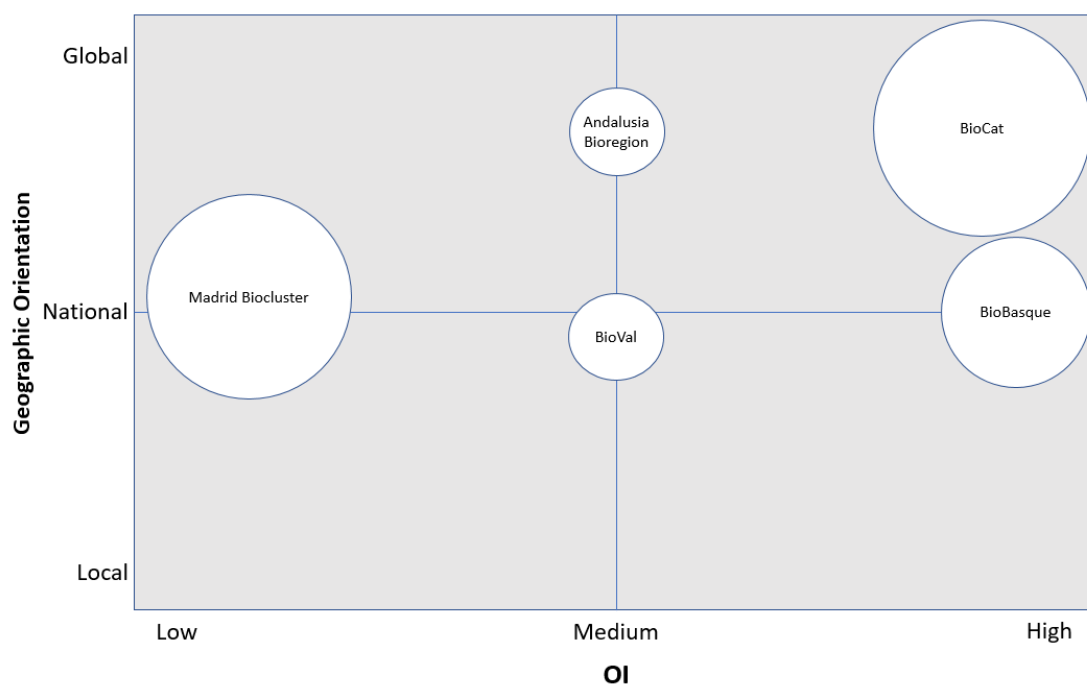 Global
Andalusia
Bioregion
BioCat
Geographic Orientation
Madrid Biocluster
National
BioVal
BioBasque
Local
Low
Medium
High
OI